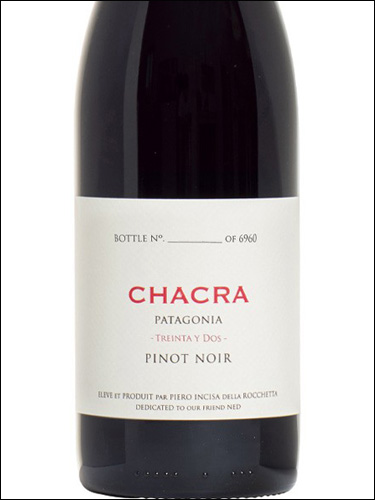 BOTTLE Nº. __________ OF 6960
CHACRA
PATAGONIA
- TREINTA Y DOS -
PINOT NOIR
ELEVE ET PRODUIT PAR PIERO INCISA DELLA ROCCHETTA
DEDICATED TO OUR FRIEND NED